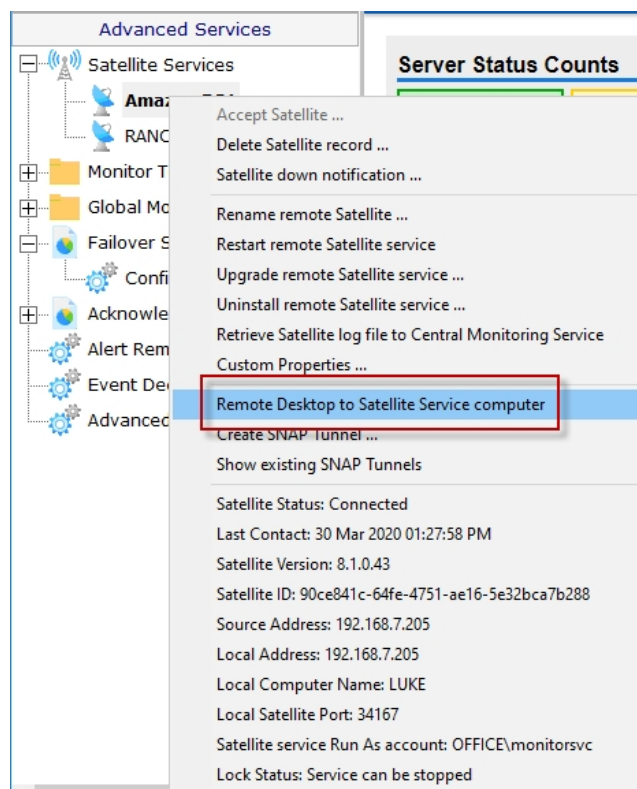 Advanced Services
Satellite Services
Server Status Counts
RANC
Monitor T
Global Mo
Failover S
Confi
Acknowle
Alert Rem
Event De
Advanced
Accept Satellite ...
Delete Satellite record ...
Satellite down notification ...
Rename remote Satellite ...
Restart remote Satellite service
Upgrade remote Satellite service ...
Uninstall remote Satellite service ...
Retrieve Satellite log file to Central Monitoring Service
Custom Properties ...
Remote Desktop to Satellite Service computer
Create SNAP Tunnel ...
Show existing SNAP Tunnels
Satellite Status: Connected
Last Contact: 30 Mar 2020 01:27:58 PM
Satellite Version: 8.1.0.43
Satellite ID: 90ce841c-64fe-4751-ae16-5e32bca7b288
Source Address: 192.168.7.205
Local Address: 192.168.7.205
Local Computer Name: LUKE
Local Satellite Port: 34167
Satellite service Run As account: OFFICE\monitorsvc
Lock Status: Service can be stopped